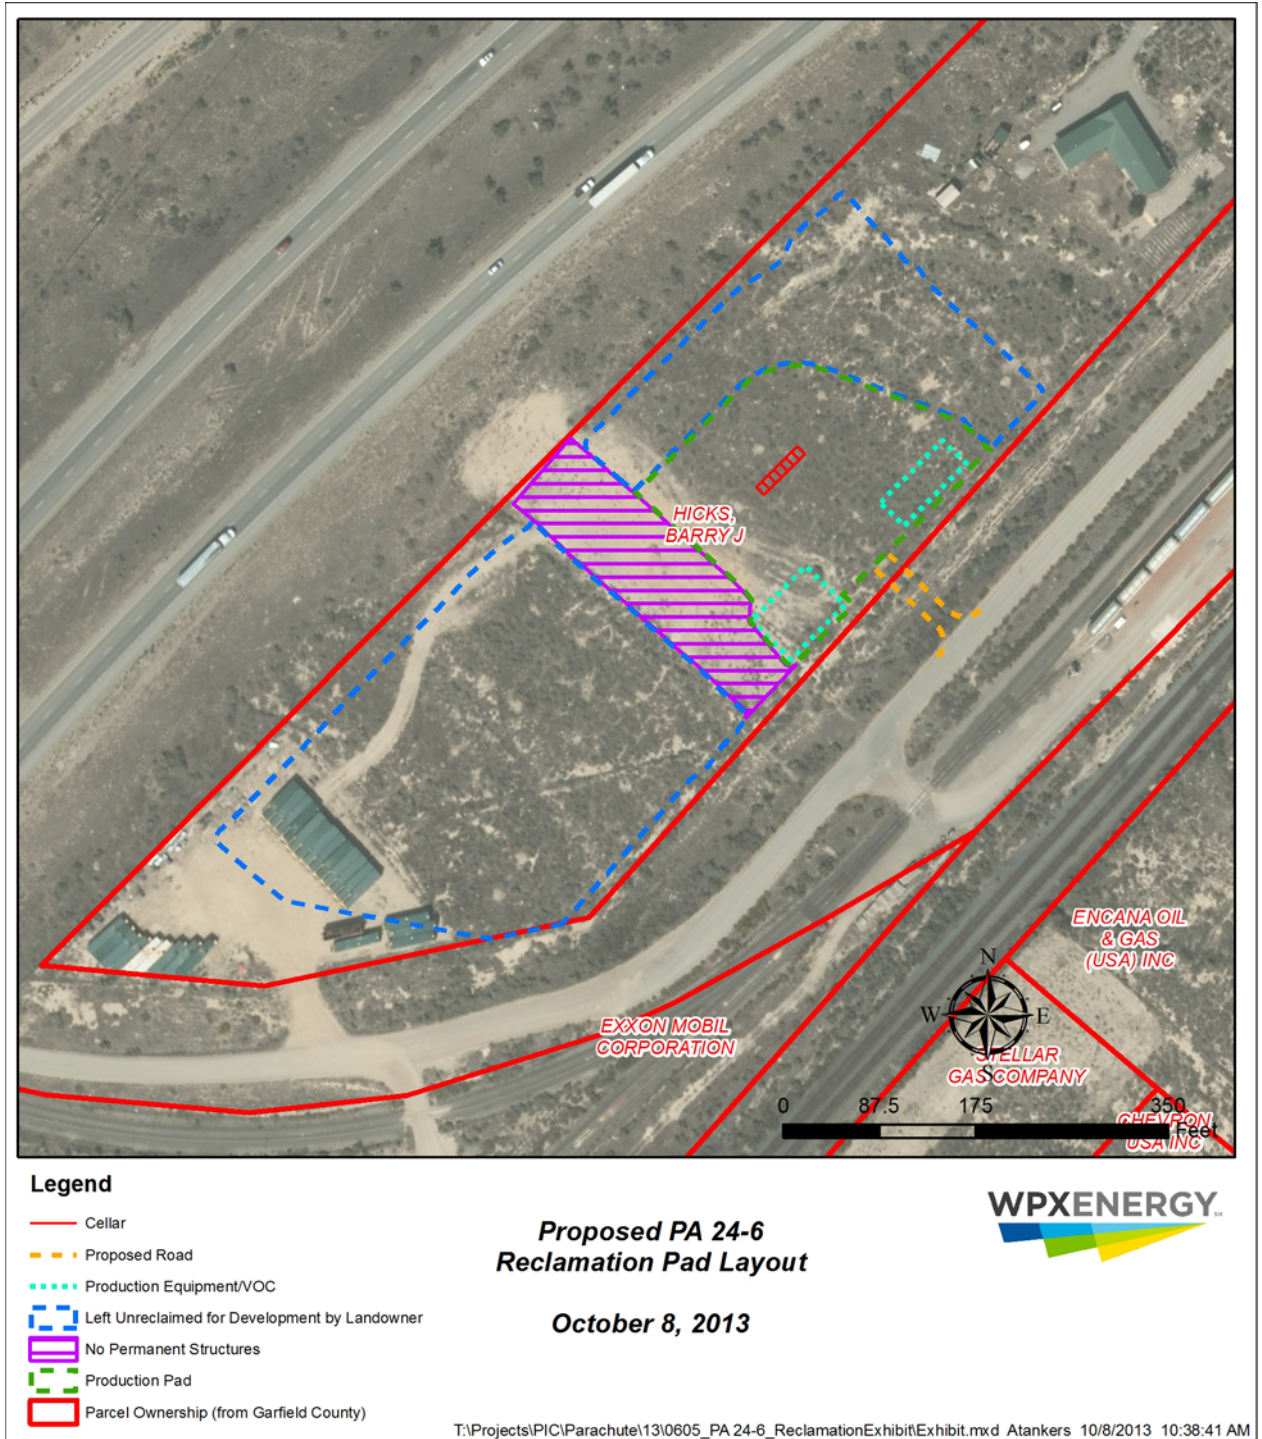 HICKS,
BARRY J
ENCANA OIL
& GAS
(USA) INC
N
W
E
S
EXXON MOBIL
CORPORATION
STELLAR
GAS COMPANY
0 87.5 175 350
Feet
CHEVRON
USA INC
Legend
Cellar
Proposed Road
Production Equipment/VOC
Left Unreclaimed for Development by Landowner
No Permanent Structures
Production Pad
Parcel Ownership (from Garfield County)
Proposed PA 24-6
Reclamation Pad Layout
October 8, 2013
WPXENERGY
SM
T:\Projects\PIC\Parachute\13\0605_PA 24-6_ReclamationExhibit\Exhibit.mxd Atankers 10/8/2013 10:38:41 AM